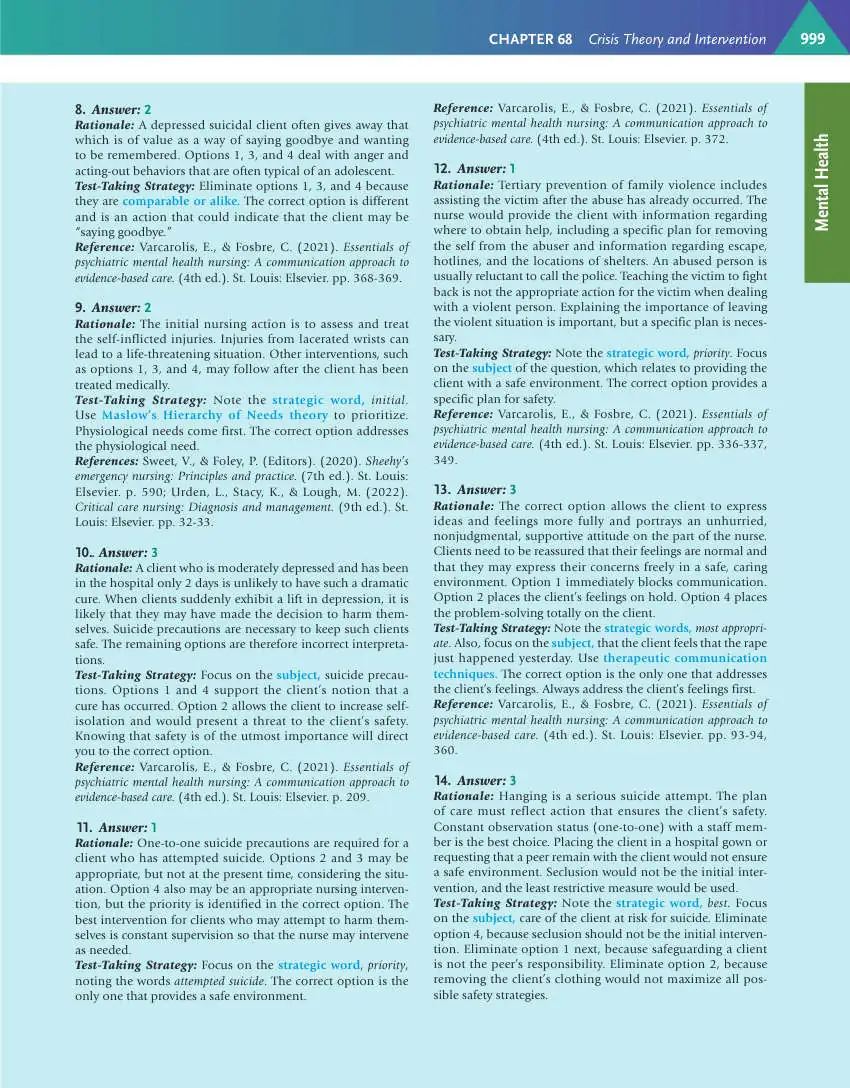 CHAPTER 68 Crisis Theory and Intervention 999
8. Answer: 2
Rationale: A depressed suicidal client often gives away that
which is of value as a way of saying goodbye and wanting
to be remembered. Options 1, 3, and 4 deal with anger and
acting-out behaviors that are often typical of an adolescent.
Test-Taking Strategy: Eliminate options 1, 3, and 4 because
they are comparable or alike. The correct option is different
and is an action that could indicate that the client may be
“saying goodbye.”
Reference: Varcarolis, E., & Fosbre, C. (2021). Essentials of
psychiatric mental health nursing: A communication approach to
evidence-based care. (4th ed.). St. Louis: Elsevier. pp. 368-369.
9. Answer: 2
Rationale: The initial nursing action is to assess and treat
the self-inflicted injuries. Injuries from lacerated wrists can
lead to a life-threatening situation. Other interventions, such
as options 1, 3, and 4, may follow after the client has been
treated medically.
Test-Taking Strategy: Note the strategic word, initial.
Use Maslow’s Hierarchy of Needs theory to prioritize.
Physiological needs come first. The correct option addresses
the physiological need.
References: Sweet, V., & Foley, P. (Editors). (2020). Sheehy’s
emergency nursing: Principles and practice. (7th ed.). St. Louis:
Elsevier. p. 590; Urden, L., Stacy, K., & Lough, M. (2022).
Critical care nursing: Diagnosis and management. (9th ed.). St.
Louis: Elsevier. pp. 32-33.
10.. Answer: 3
Rationale: A client who is moderately depressed and has been
in the hospital only 2 days is unlikely to have such a dramatic
cure. When clients suddenly exhibit a lift in depression, it is
likely that they may have made the decision to harm them-
selves. Suicide precautions are necessary to keep such clients
safe. The remaining options are therefore incorrect interpreta-
tions.
Test-Taking Strategy: Focus on the subject, suicide precau-
tions. Options 1 and 4 support the client’s notion that a
cure has occurred. Option 2 allows the client to increase self-
isolation and would present a threat to the client’s safety.
Knowing that safety is of the utmost importance will direct
you to the correct option.
Reference: Varcarolis, E., & Fosbre, C. (2021). Essentials of
psychiatric mental health nursing: A communication approach to
evidence-based care. (4th ed.). St. Louis: Elsevier. p. 209.
11. Answer: 1
Rationale: One-to-one suicide precautions are required for a
client who has attempted suicide. Options 2 and 3 may be
appropriate, but not at the present time, considering the situ-
ation. Option 4 also may be an appropriate nursing interven-
tion, but the priority is identified in the correct option. The
best intervention for clients who may attempt to harm them-
selves is constant supervision so that the nurse may intervene
as needed.
Test-Taking Strategy: Focus on the strategic word, priority,
noting the words attempted suicide. The correct option is the
only one that provides a safe environment.
Reference: Varcarolis, E., & Fosbre, C. (2021). Essentials of
psychiatric mental health nursing: A communication approach to
evidence-based care. (4th ed.). St. Louis: Elsevier. p. 372.
12. Answer: 1
Rationale: Tertiary prevention of family violence includes
assisting the victim after the abuse has already occurred. The
nurse would provide the client with information regarding
where to obtain help, including a specific plan for removing
the self from the abuser and information regarding escape,
hotlines, and the locations of shelters. An abused person is
usually reluctant to call the police. Teaching the victim to fight
back is not the appropriate action for the victim when dealing
with a violent person. Explaining the importance of leaving
the violent situation is important, but a specific plan is neces-
sary.
Test-Taking Strategy: Note the strategic word, priority. Focus
on the subject of the question, which relates to providing the
client with a safe environment. The correct option provides a
specific plan for safety.
Reference: Varcarolis, E., & Fosbre, C. (2021). Essentials of
psychiatric mental health nursing: A communication approach to
evidence-based care. (4th ed.). St. Louis: Elsevier. pp. 336-337,
349.
13. Answer: 3
Rationale: The correct option allows the client to express
ideas and feelings more fully and portrays an unhurried,
nonjudgmental, supportive attitude on the part of the nurse.
Clients need to be reassured that their feelings are normal and
that they may express their concerns freely in a safe, caring
environment. Option 1 immediately blocks communication.
Option 2 places the client’s feelings on hold. Option 4 places
the problem-solving totally on the client.
Test-Taking Strategy: Note the strategic words, most appropri-
ate. Also, focus on the subject, that the client feels that the rape
just happened yesterday. Use therapeutic communication
techniques. The correct option is the only one that addresses
the client’s feelings. Always address the client’s feelings first.
Reference: Varcarolis, E., & Fosbre, C. (2021). Essentials of
psychiatric mental health nursing: A communication approach to
evidence-based care. (4th ed.). St. Louis: Elsevier. pp. 93-94,
360.
14. Answer: 3
Rationale: Hanging is a serious suicide attempt. The plan
of care must reflect action that ensures the client’s safety.
Constant observation status (one-to-one) with a staff mem-
ber is the best choice. Placing the client in a hospital gown or
requesting that a peer remain with the client would not ensure
a safe environment. Seclusion would not be the initial inter-
vention, and the least restrictive measure would be used.
Test-Taking Strategy: Note the strategic word, best. Focus
on the subject, care of the client at risk for suicide. Eliminate
option 4, because seclusion should not be the initial interven-
tion. Eliminate option 1 next, because safeguarding a client
is not the peer’s responsibility. Eliminate option 2, because
removing the client’s clothing would not maximize all pos-
sible safety strategies.
Mental Health